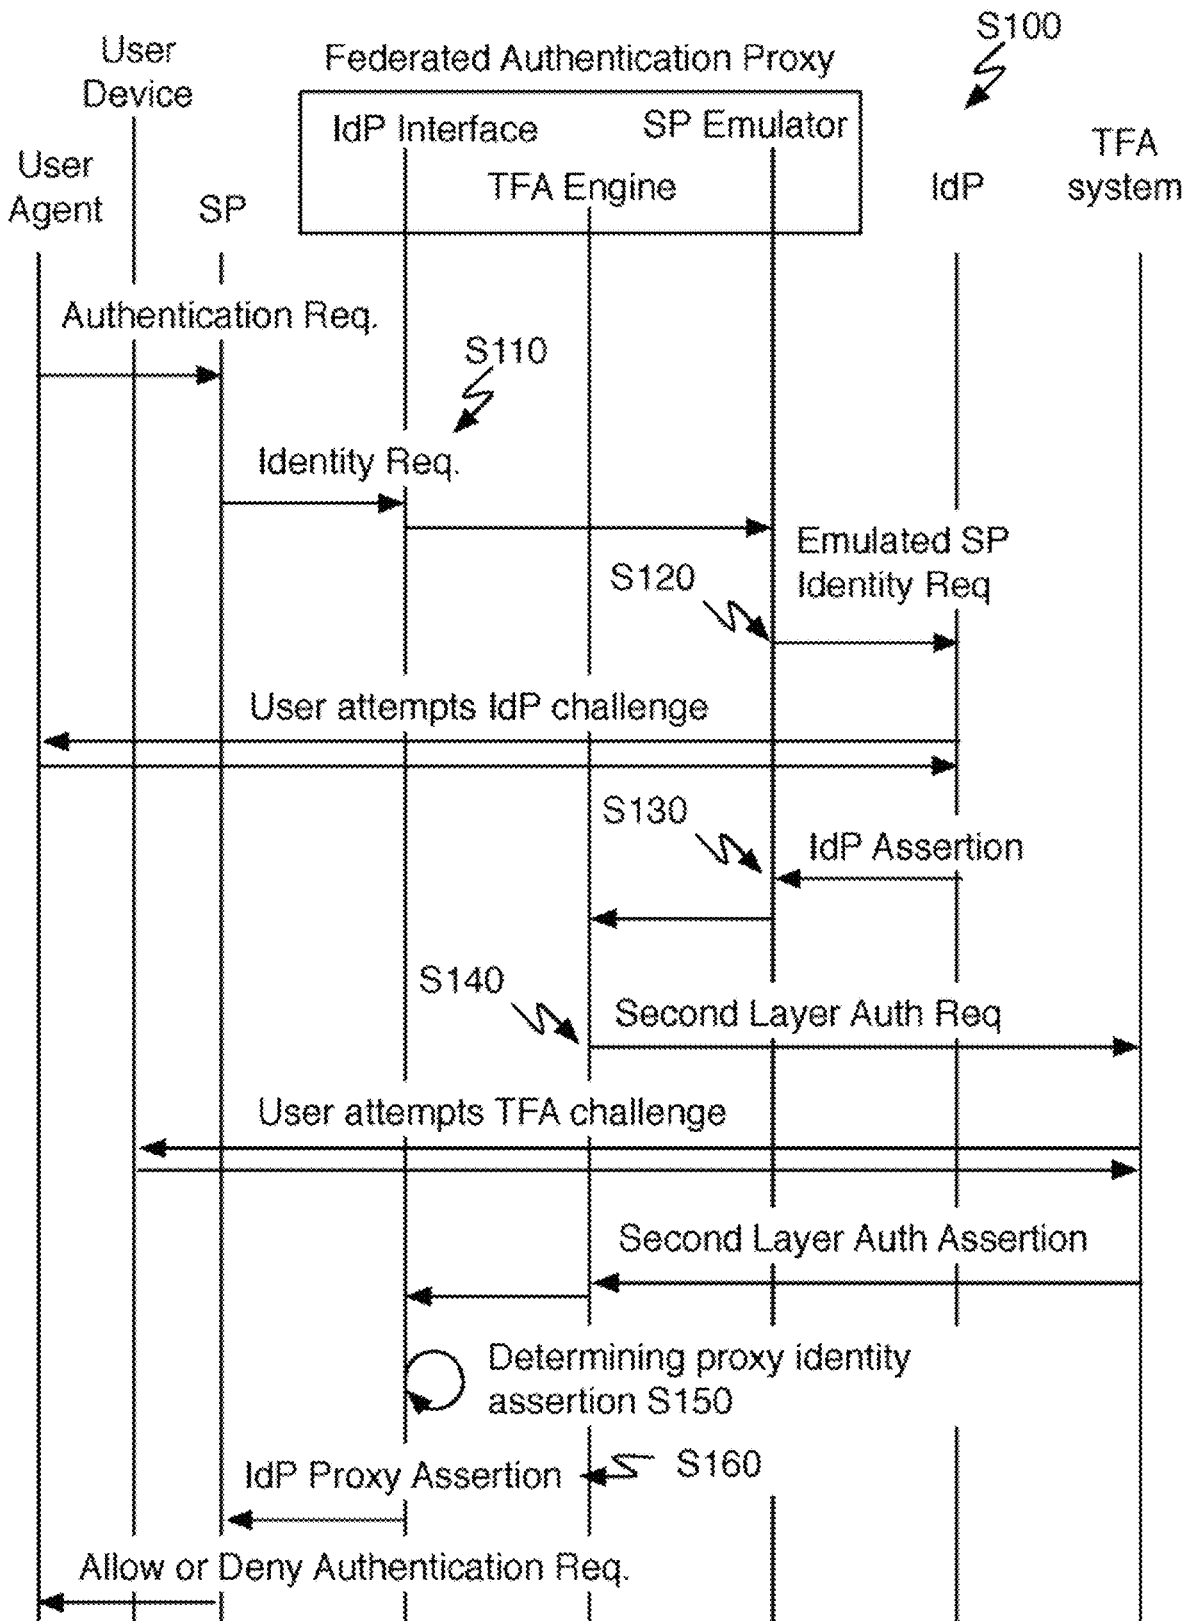 S100
User
Device
Federated Authentication Proxy
IdP Interface
SP Emulator
TFA Engine
User
Agent
SP
IdP
TFA
system
Authentication Req.
S110
Identity Req.
Emulated SP
Identity Req
S120
User attempts IdP challenge
S130
IdP Assertion
S140
Second Layer Auth Req
User attempts TFA challenge
Second Layer Auth Assertion
Determining proxy identity
assertion S150
IdP Proxy Assertion
S160
Allow or Deny Authentication Req.